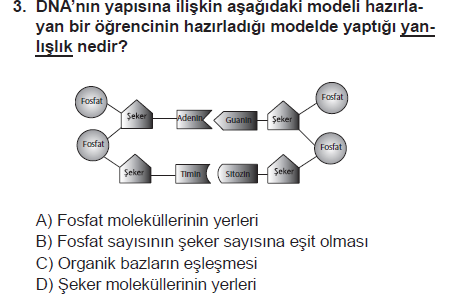 3. DNA'nın yapısına ilişkin aşağıdaki modeli hazırla-
yan bir öğrencinin hazırladığı modelde yaptığı yan-
lışlık nedir?
Fosfat Fosfat
Şeker Adenin Guanin Şeker
Fosfat Fosfat
Şeker Timin Sitozin Şeker
A) Fosfat moleküllerinin yerleri
B) Fosfat sayısının şeker sayısına eşit olması
C) Organik bazların eşleşmesi
D) Şeker moleküllerinin yerleri